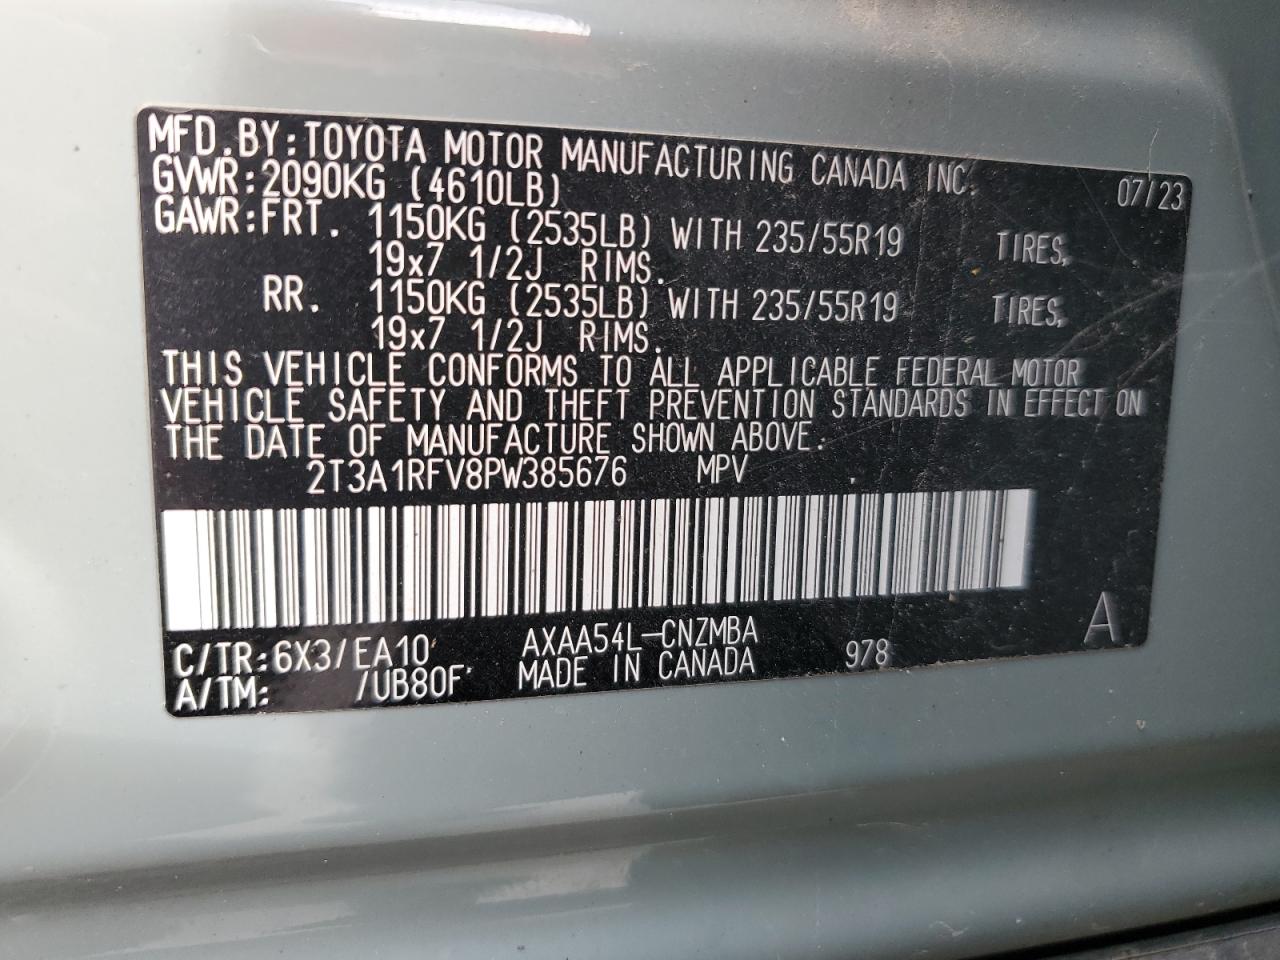 MFD.BY:TOYOTA MOTOR MANUFACTURING CANADA INC. 07/23
GVWR:2090KG (4610LB)
GAWR:FRT. 1150KG (2535LB) WITH 235/55R19 TIRES,
19x7 1/2J RIMS.
RR. 1150KG (2535LB) WITH 235/55R19 TIRES,
19x7 1/2J RIMS.
THIS VEHICLE CONFORMS TO ALL APPLICABLE FEDERAL MOTOR
VEHICLE SAFETY AND THEFT PREVENTION STANDARDS IN EFFECT ON
THE DATE OF MANUFACTURE SHOWN ABOVE.
2T3A1RFV8PW385676 MPV
C/TR:6X3/EA10 AXAA54L-CNZMBA 978 A
A/TM: /UB80F MADE IN CANADA